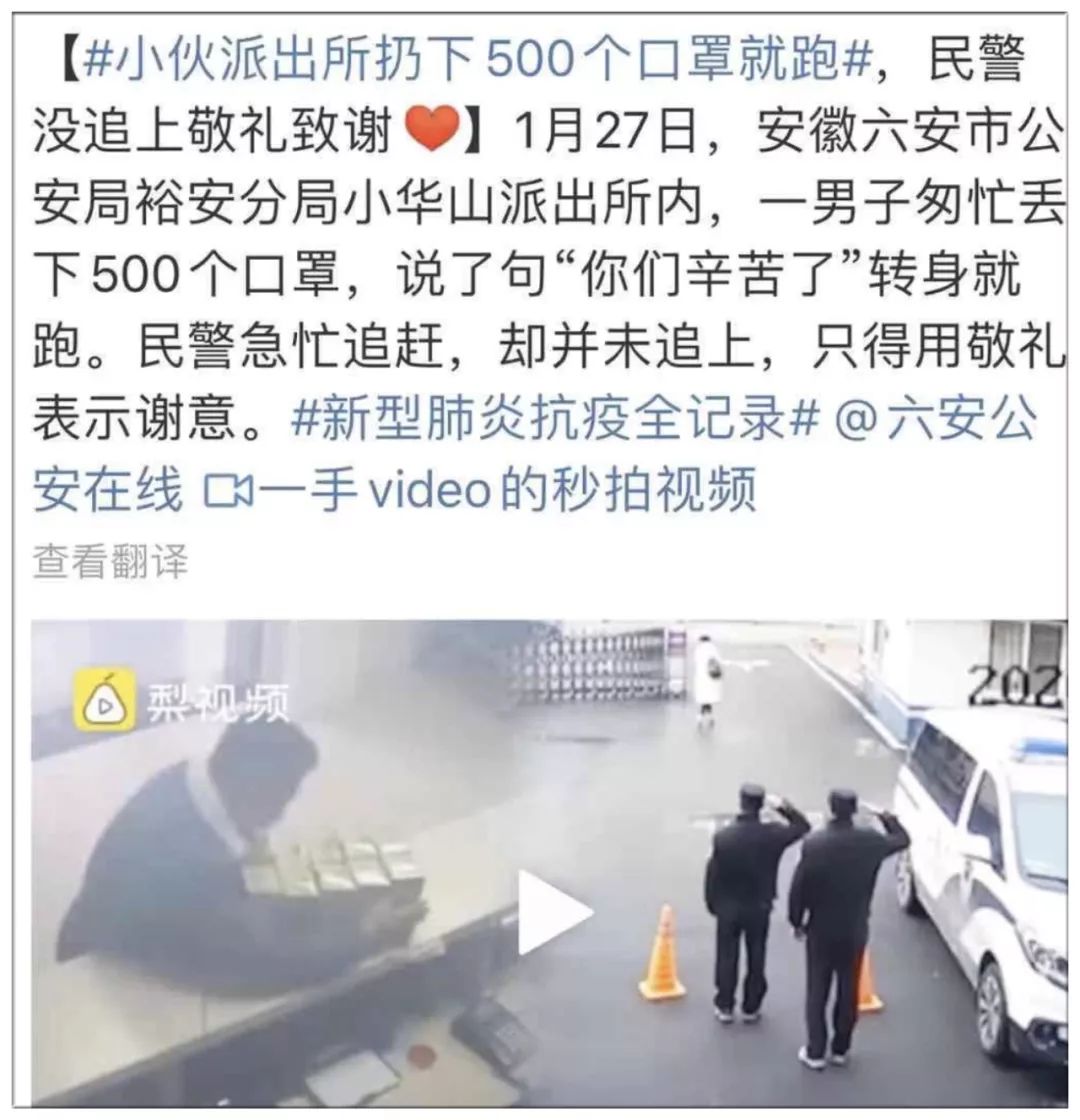 【#小伙派出所扔下500个口罩就跑#，民警
没追上敬礼致谢❤️】1月27日，安徽六安市公
安局裕安分局小华山派出所内，一男子匆忙丢
下500个口罩，说了句“你们辛苦了”转身就
跑。民警急忙追赶，却并未追上，只得用敬礼
表示谢意。#新型肺炎抗疫全记录# @六安公
安在线 一手video的秒拍视频
查看翻译
梨视频
202